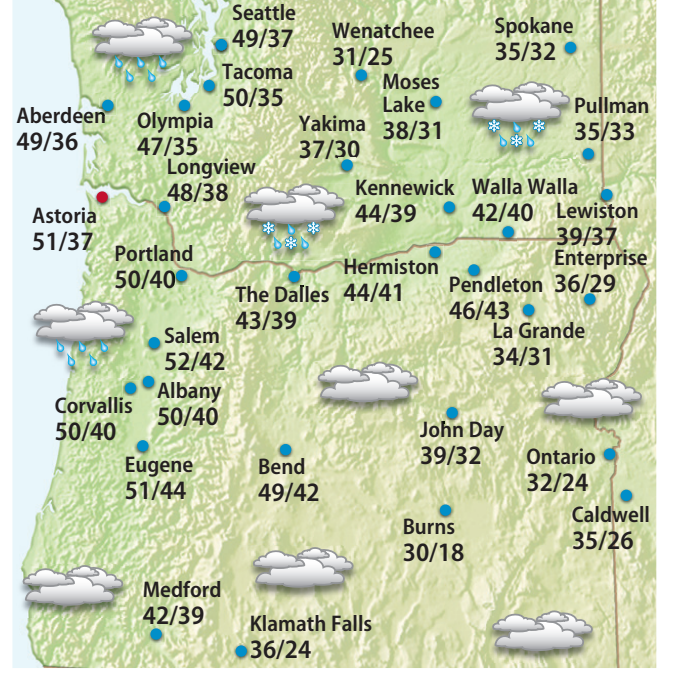 Seattle
49/37
Wenatchee
31/25
Spokane
35/32
Tacoma
50/35
Moses
Lake
38/31
Aberdeen
49/36
Olympia
47/35
Yakima
37/30
Pullman
35/33
Longview
48/38
Kennewick
44/39
Walla Walla
42/40
Lewiston
39/37
Astoria
51/37
Portland
50/40
The Dalles
43/39
Hermiston
44/41
Pendleton
46/43
Enterprise
36/29
La Grande
34/31
Salem
52/42
Albany
50/40
Corvallis
50/40
Eugene
51/44
Bend
49/42
John Day
39/32
Ontario
32/24
Caldwell
35/26
Burns
30/18
Medford
42/39
Klamath Falls
36/24